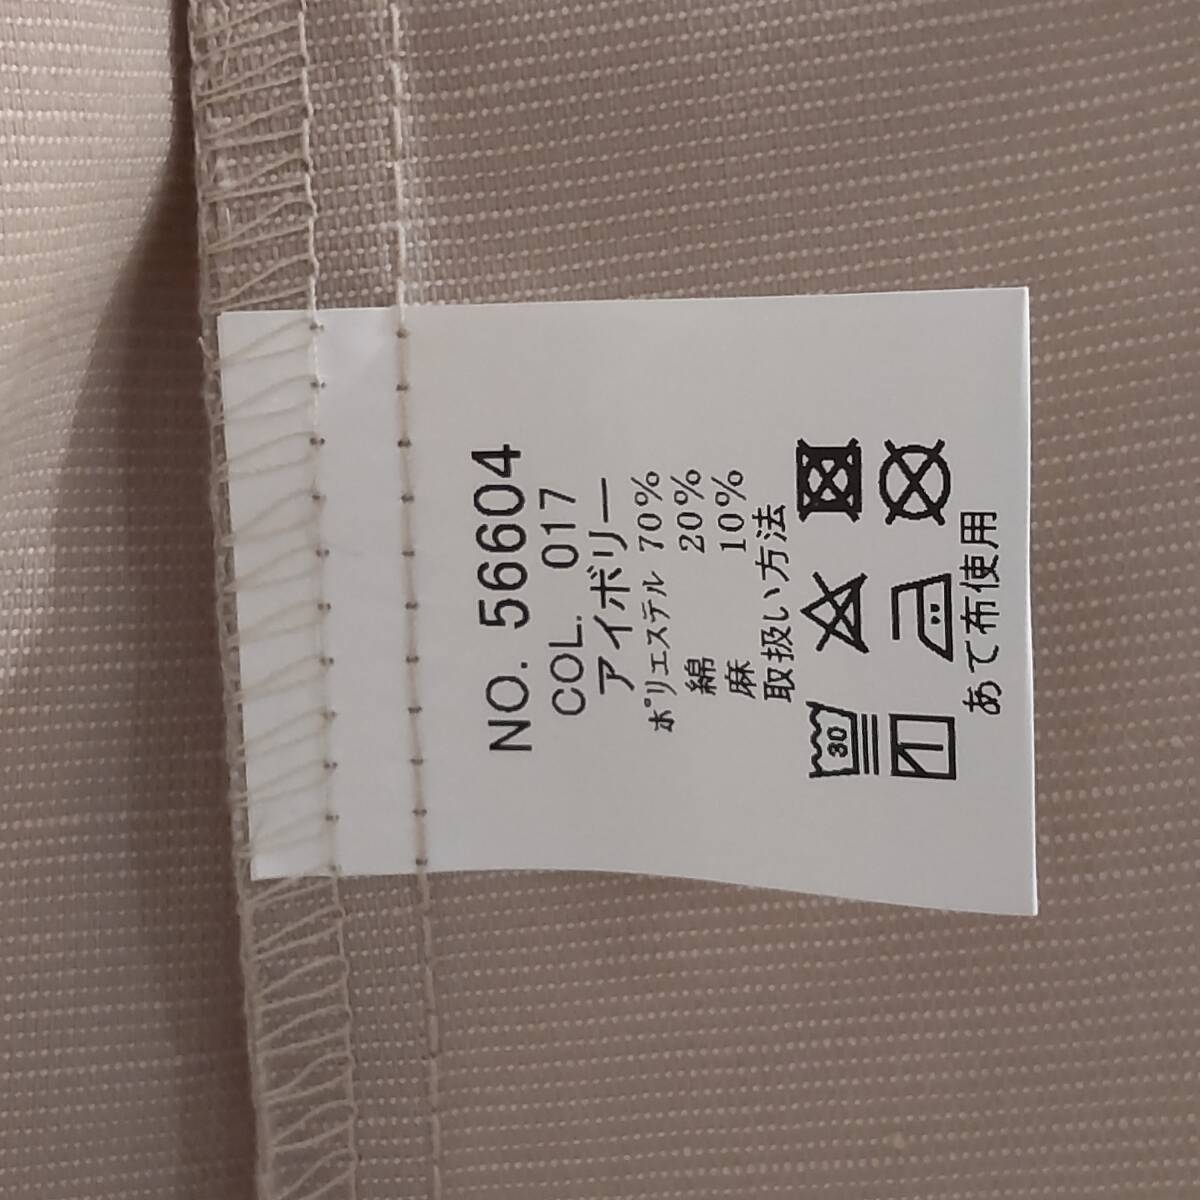 NO. 56604
COL. 017
アイボリー
ﾎﾟﾘｴｽﾃﾙ 70%
綿 20%
麻 10%
取扱い方法
30
あて布使用